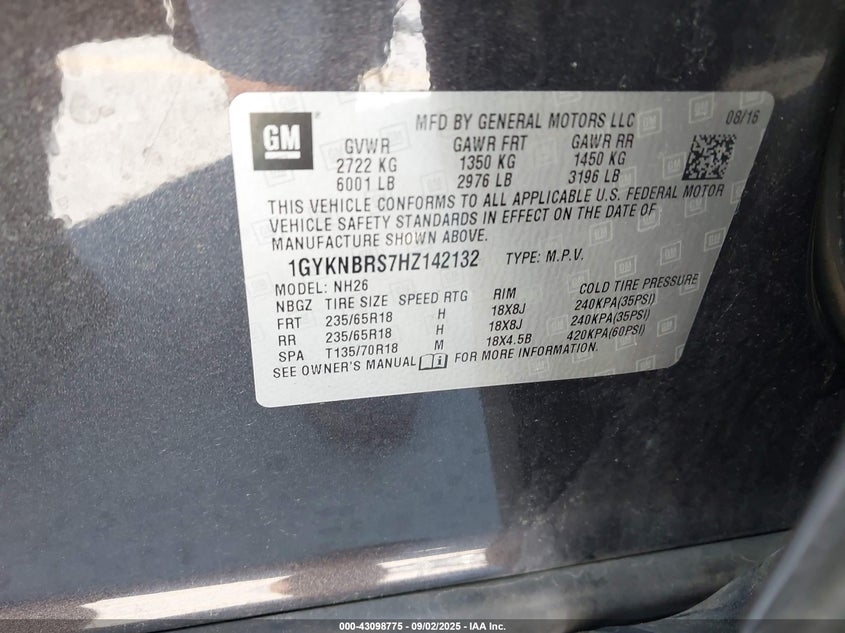 GM
MFD BY GENERAL MOTORS LLC 08/16
GVWR GAWR FRT GAWR RR
2722 KG 1350 KG 1450 KG
6001 LB 2976 LB 3196 LB
THIS VEHICLE CONFORMS TO ALL APPLICABLE U.S. FEDERAL MOTOR
VEHICLE SAFETY STANDARDS IN EFFECT ON THE DATE OF
MANUFACTURE SHOWN ABOVE.
1GYKNBRS7HZ142132 TYPE: M.P.V.
MODEL: NH26
NBGZ TIRE SIZE SPEED RTG RIM COLD TIRE PRESSURE
FRT 235/65R18 H 18X8J 240KPA(35PSI)
RR 235/65R18 H 18X8J 240KPA(35PSI)
SPA T135/70R18 M 18X4.5B 420KPA(60PSI)
SEE OWNER'S MANUAL FOR MORE INFORMATION.
000-43098775 - 09/02/2025 - IAA Inc.